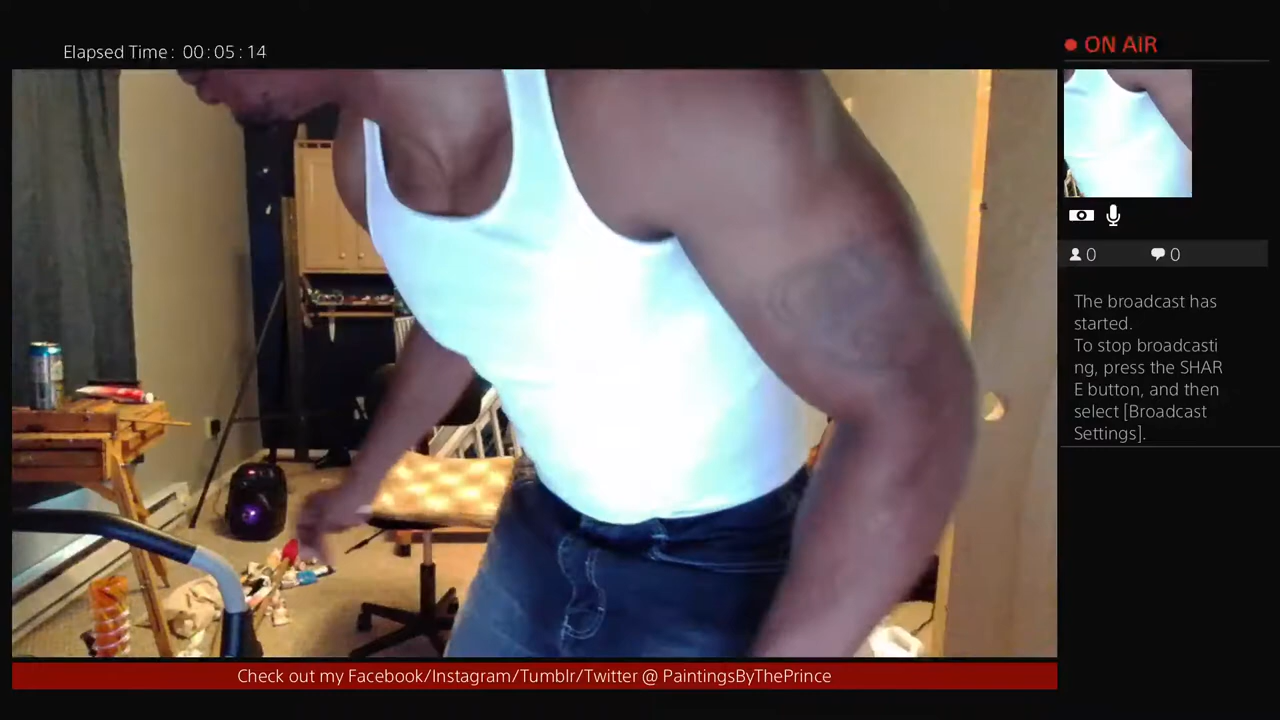 Elapsed Time: 00:05:14
ON AIR
0
0
The broadcast has
started.
To stop broadcasti
ng, press the SHAR
E button, and then
select [Broadcast
Settings].
Check out my Facebook/Instagram/Tumblr/Twitter @ PaintingsByThePrince